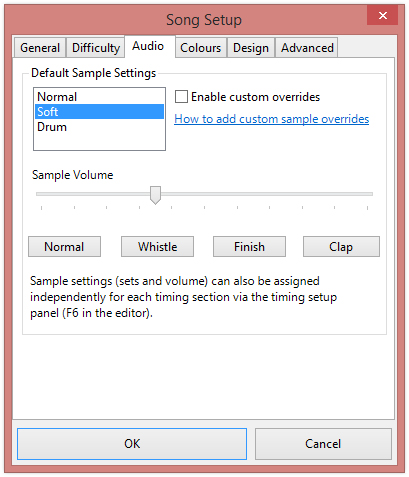 Song Setup
General Difficulty Audio Colours Design Advanced
Default Sample Settings
Normal
Soft
Drum
Enable custom overrides
How to add custom sample overrides
Sample Volume
Normal Whistle Finish Clap
Sample settings (sets and volume) can also be assigned
independently for each timing section via the timing setup
panel (F6 in the editor).
OK Cancel